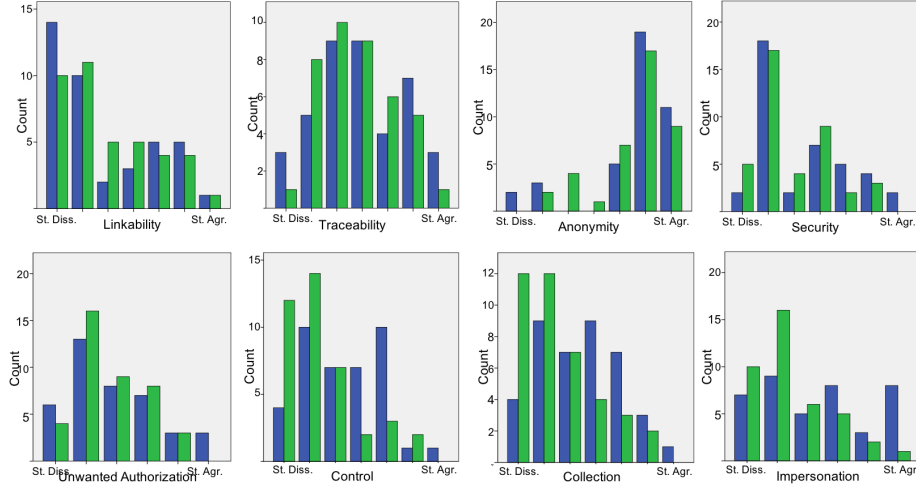 15
10
5
Count
St. Diss.
St. Agr.
Linkability
10
8
6
4
2
Count
St. Diss.
St. Agr.
Traceability
20
15
10
5
Count
St. Diss.
St. Agr.
Anonymity
20
15
10
5
Count
St. Diss.
St. Agr.
Security
20
15
10
5
Count
St. Diss.
St. Agr.
Unwanted Authorization
15
10
5
Count
St. Diss.
St. Agr.
Control
12
10
8
6
4
2
Count
St. Diss.
St. Agr.
Collection
20
15
10
5
Count
St. Diss.
St. Agr.
Impersonation